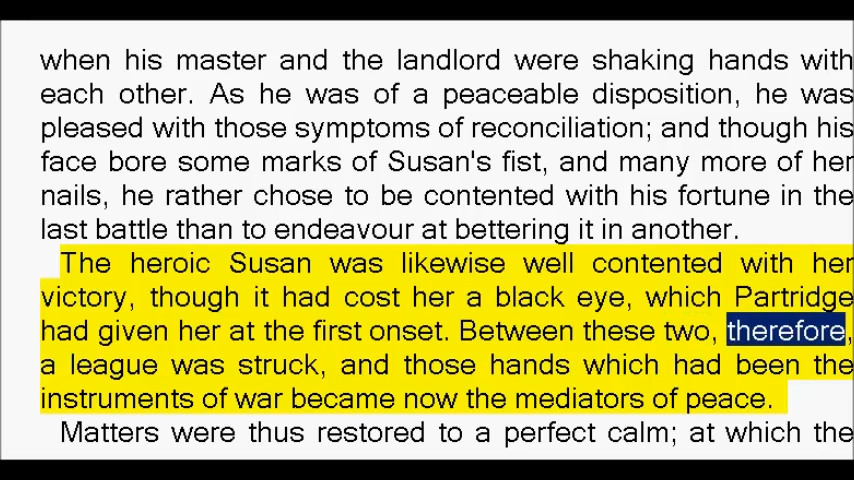 when his master and the landlord were shaking hands with
each other. As he was of a peaceable disposition, he was
pleased with those symptoms of reconciliation; and though his
face bore some marks of Susan's fist, and many more of her
nails, he rather chose to be contented with his fortune in the
last battle than to endeavour at bettering it in another.
The heroic Susan was likewise well contented with her
victory, though it had cost her a black eye, which Partridge
had given her at the first onset. Between these two, therefore,
a league was struck, and those hands which had been the
instruments of war became now the mediators of peace.
Matters were thus restored to a perfect calm; at which the